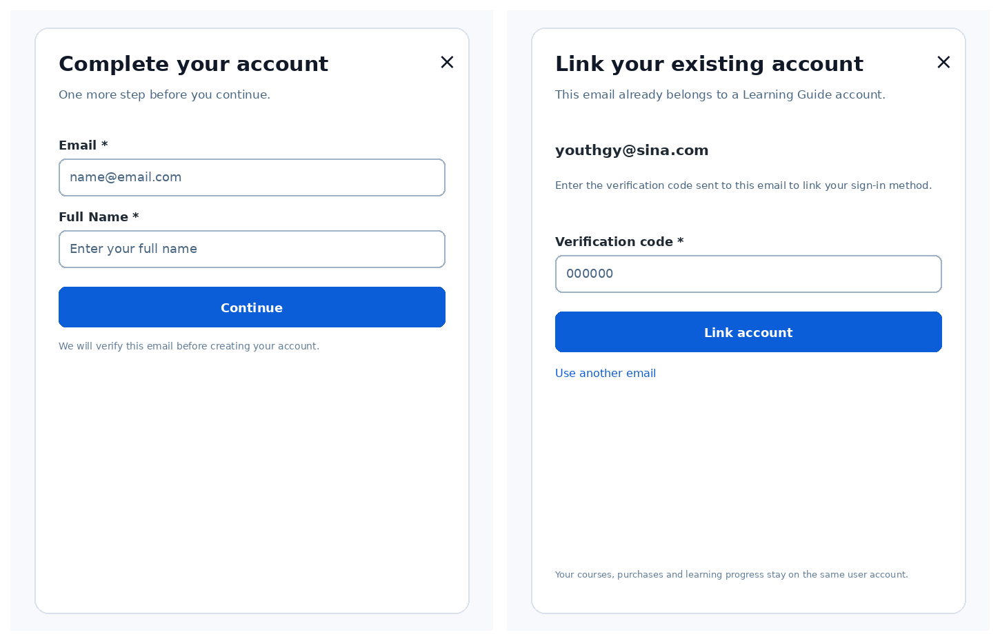 Complete your account
One more step before you continue.
Email *
name@email.com
Full Name *
Enter your full name
Continue
We will verify this email before creating your account.
Link your existing account
This email already belongs to a Learning Guide account.
youthgy@sina.com
Enter the verification code sent to this email to link your sign-in method.
Verification code *
000000
Link account
Use another email
Your courses, purchases and learning progress stay on the same user account.